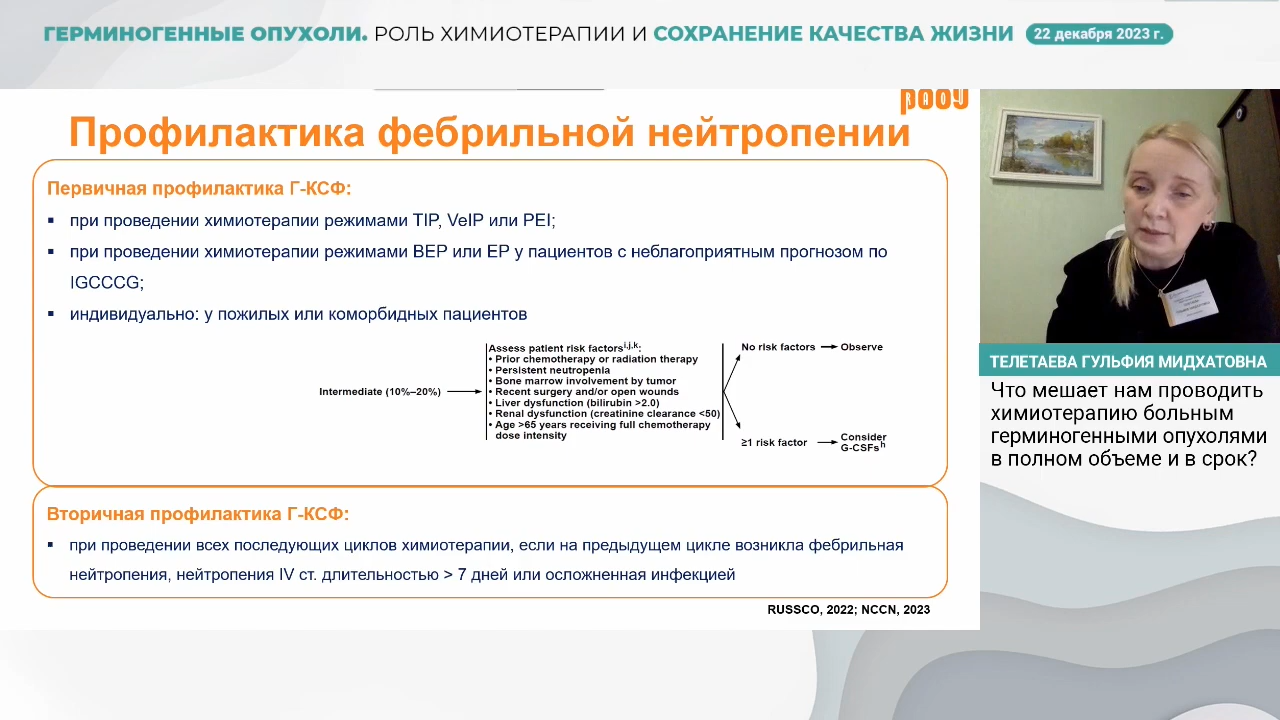 ГЕРМИНОГЕННЫЕ ОПУХОЛИ. РОЛЬ ХИМИОТЕРАПИИ И СОХРАНЕНИЕ КАЧЕСТВА ЖИЗНИ 22 декабря 2023 г.
Профилактика фебрильной нейтропении
Первичная профилактика Г-КСФ:
▪ при проведении химиотерапии режимами TIP, VeIP или PEI;
▪ при проведении химиотерапии режимами BEP или EP у пациентов с неблагоприятным прогнозом по
IGCCCG;
▪ индивидуально: у пожилых или коморбидных пациентов
Intermediate (10%–20%)
Assess patient risk factors i,j,k:
• Prior chemotherapy or radiation therapy
• Persistent neutropenia
• Bone marrow involvement by tumor
• Recent surgery and/or open wounds
• Liver dysfunction (bilirubin >2.0)
• Renal dysfunction (creatinine clearance <50)
• Age >65 years receiving full chemotherapy
dose intensity
No risk factors → Observe
≥1 risk factor → Consider
G-CSFs h
Вторичная профилактика Г-КСФ:
▪ при проведении всех последующих циклов химиотерапии, если на предыдущем цикле возникла фебрильная
нейтропения, нейтропения IV ст. длительностью > 7 дней или осложненная инфекцией
RUSSCO, 2022; NCCN, 2023
ТЕЛЕТАЕВА ГУЛЬФИЯ МИДХАТОВНА
Что мешает нам проводить
химиотерапию больным
герминогенными опухолями
в полном объеме и в срок?